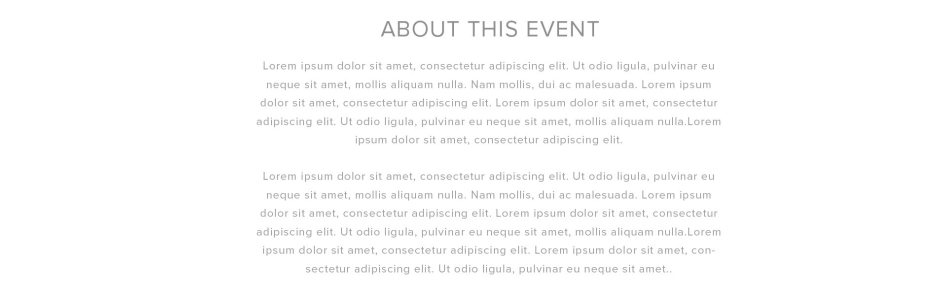 ABOUT THIS EVENT
Lorem ipsum dolor sit amet, consectetur adipiscing elit. Ut odio ligula, pulvinar eu
neque sit amet, mollis aliquam nulla. Nam mollis, dui ac malesuada. Lorem ipsum
dolor sit amet, consectetur adipiscing elit. Lorem ipsum dolor sit amet, consectetur
adipiscing elit. Ut odio ligula, pulvinar eu neque sit amet, mollis aliquam nulla.Lorem
ipsum dolor sit amet, consectetur adipiscing elit.
Lorem ipsum dolor sit amet, consectetur adipiscing elit. Ut odio ligula, pulvinar eu
neque sit amet, mollis aliquam nulla. Nam mollis, dui ac malesuada. Lorem ipsum
dolor sit amet, consectetur adipiscing elit. Lorem ipsum dolor sit amet, consectetur
adipiscing elit. Ut odio ligula, pulvinar eu neque sit amet, mollis aliquam nulla.Lorem
ipsum dolor sit amet, consectetur adipiscing elit. Lorem ipsum dolor sit amet, con-
sectetur adipiscing elit. Ut odio ligula, pulvinar eu neque sit amet..